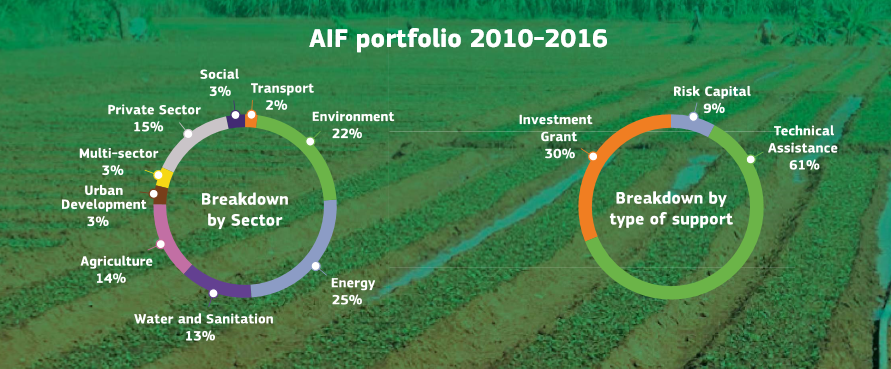 AIF portfolio 2010-2016
Social
3%
Transport
2%
Environment
22%
Private Sector
15%
Multi-sector
3%
Urban
Development
3%
Agriculture
14%
Water and Sanitation
13%
Energy
25%
Breakdown
by Sector
Risk Capital
9%
Investment
Grant
30%
Technical
Assistance
61%
Breakdown by
type of support